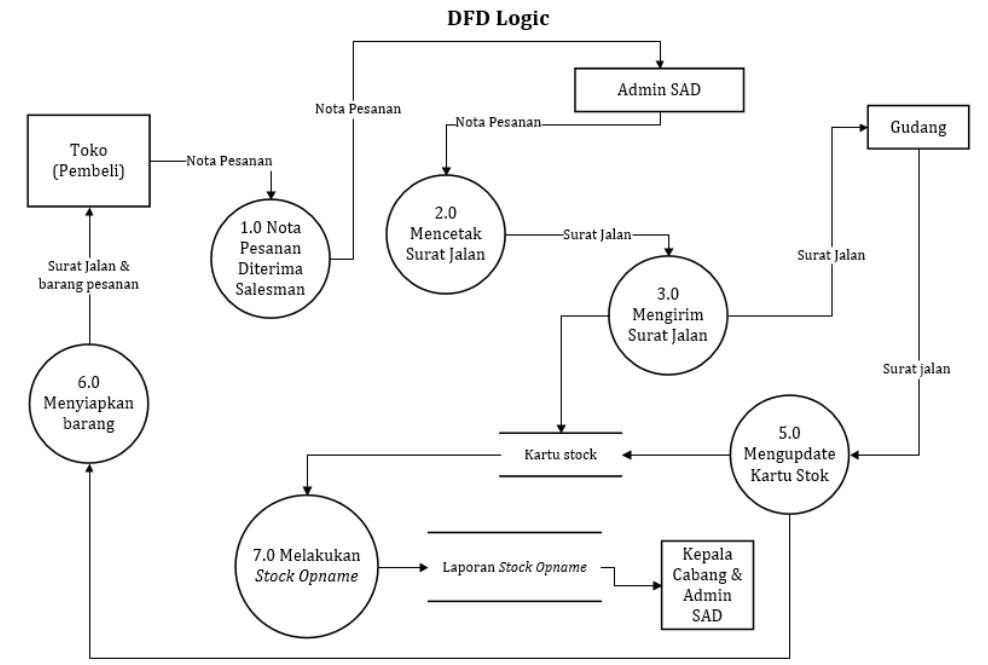 DFD Logic
Admin SAD
Nota Pesanan
Nota Pesanan
Gudang
Toko
(Pembeli)
Nota Pesanan
1.0 Nota
Pesanan
Diterima
Salesman
2.0
Mencetak
Surat Jalan
Surat Jalan
3.0
Mengirim
Surat Jalan
Surat Jalan
Surat Jalan &
barang pesanan
Surat jalan
6.0
Menyiapkan
barang
Kartu stock
5.0
Mengupdate
Kartu Stok
7.0 Melakukan
Stock Opname
Laporan Stock Opname
Kepala
Cabang &
Admin
SAD